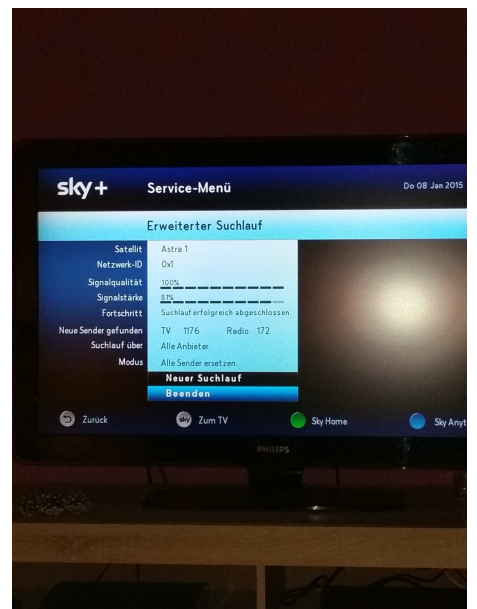 sky+ Service-Menü Do 08 Jan 2015
Erweiterter Suchlauf
Satellit Astra 1
Netzwerk-ID 0x1
Signalqualität 100%
Signalstärke 81%
Fortschritt Suchlauf erfolgreich abgeschlossen.
Neue Sender gefunden TV 1176 Radio 172
Suchlauf über Alle Anbieter
Modus Alle Sender ersetzen
Neuer Suchlauf
Beenden
Zurück sky Zum TV Sky Home Sky Anyt
PHILIPS